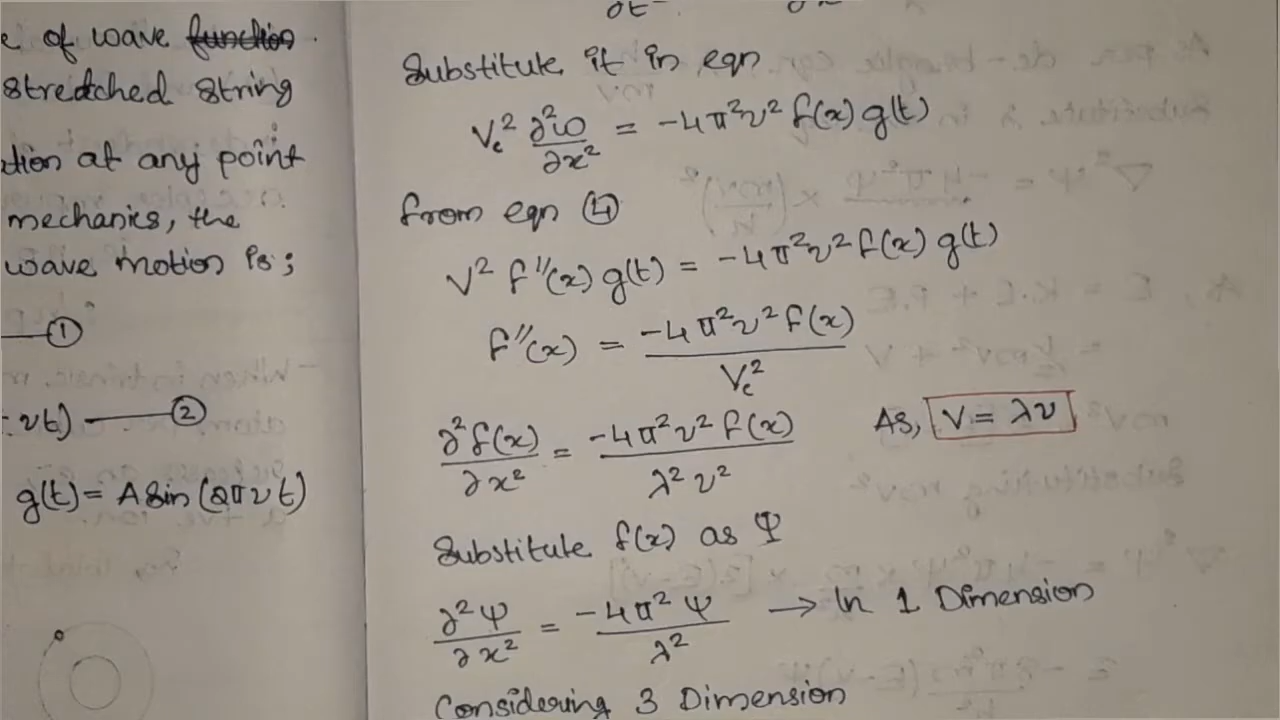 e of wave function.
stretched string
dtion at any point
mechanics, the
wave motion is;
①
νt) — ②
g(t) = A Sin (2πνt)
Substitute it in eqn
Vc² ∂²ω/∂x² = -4π²ν² f(x) g(t)
from eqn ④
V² f''(x) g(t) = -4π²ν² f(x) g(t)
f''(x) = -4π²ν² f(x) / Vc²
∂²f(x)/∂x² = -4π²ν² f(x) / λ²ν² As, V = λν
Substitute f(x) as Ψ
∂²Ψ/∂x² = -4π²Ψ/λ² → In 1 Dimension
Considering 3 Dimension